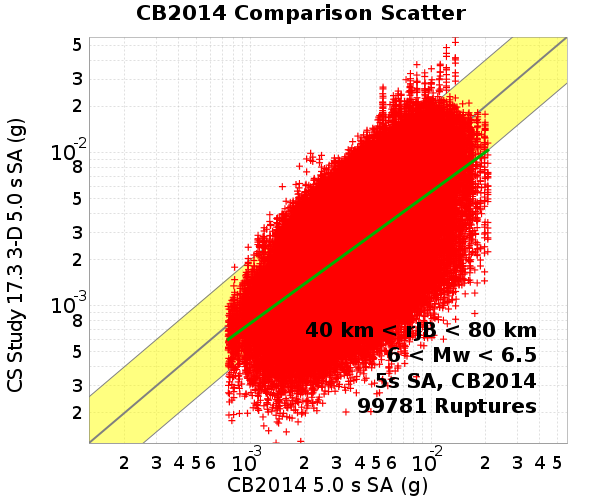 CB2014 Comparison Scatter
CS Study 17.3 3-D 5.0 s SA (g)
5
3
2
10-2
8
5
3
2
10-3
8
5
3
2
40 km < rJB < 80 km
6 < Mw < 6.5
5s SA, CB2014
99781 Ruptures
2 3 4 5 6 10-3 2 3 4 5 6 10-2 2 3 4 5
CB2014 5.0 s SA (g)